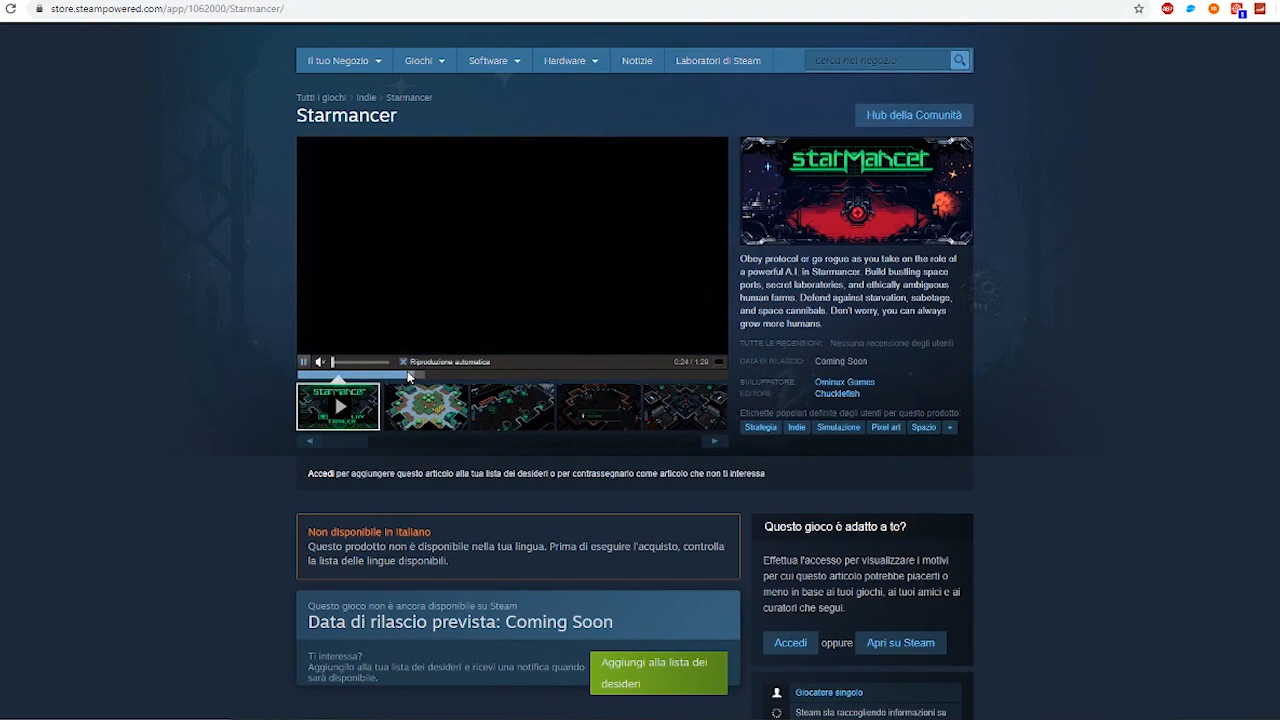 store.steampowered.com/app/1062000/Starmancer/
Il tuo Negozio
Giochi
Software
Hardware
Notizie
Laboratori di Steam
cerca nel negozio
Tutti i giochi > Indie > Starmancer
Starmancer
Hub della Comunità
starmancer
Obey protocol or go rogue as you take on the role
of a powerful A.I. in Starmancer. Build bustling space
ports, secret laboratories, and ethically ambiguous
human farms. Defend against starvation, sabotage,
and space cannibals. Don't worry, you can always
grow more humans.
TUTTE LE RECENSIONI: Nessuna recensione degli utenti
DATA DI RILASCIO: Coming Soon
SVILUPPATORE: Ominux Games
EDITORE: Chucklefish
Etichette popolari definite dagli utenti per questo prodotto:
Strategia Indie Simulazione Pixel art Spazio +
Riproduzione automatica
0:24 / 1:29
starmancer
Accedi per aggiungere questo articolo alla tua lista dei desideri o per contrassegnarlo come articolo che non ti interessa
Non disponibile in Italiano
Questo prodotto non è disponibile nella tua lingua. Prima di eseguire l'acquisto, controlla
la lista delle lingue disponibili.
Questo gioco non è ancora disponibile su Steam
Data di rilascio prevista: Coming Soon
Ti interessa?
Aggiungilo alla tua lista dei desideri e ricevi una notifica quando
sarà disponibile.
Aggiungi alla lista dei
desideri
Questo gioco è adatto a te?
Effettua l'accesso per visualizzare i motivi
per cui questo articolo potrebbe piacerti o
meno in base ai tuoi giochi, ai tuoi amici e ai
curatori che segui.
Accedi oppure Apri su Steam
Giocatore singolo
Steam sta raccogliendo informazioni su